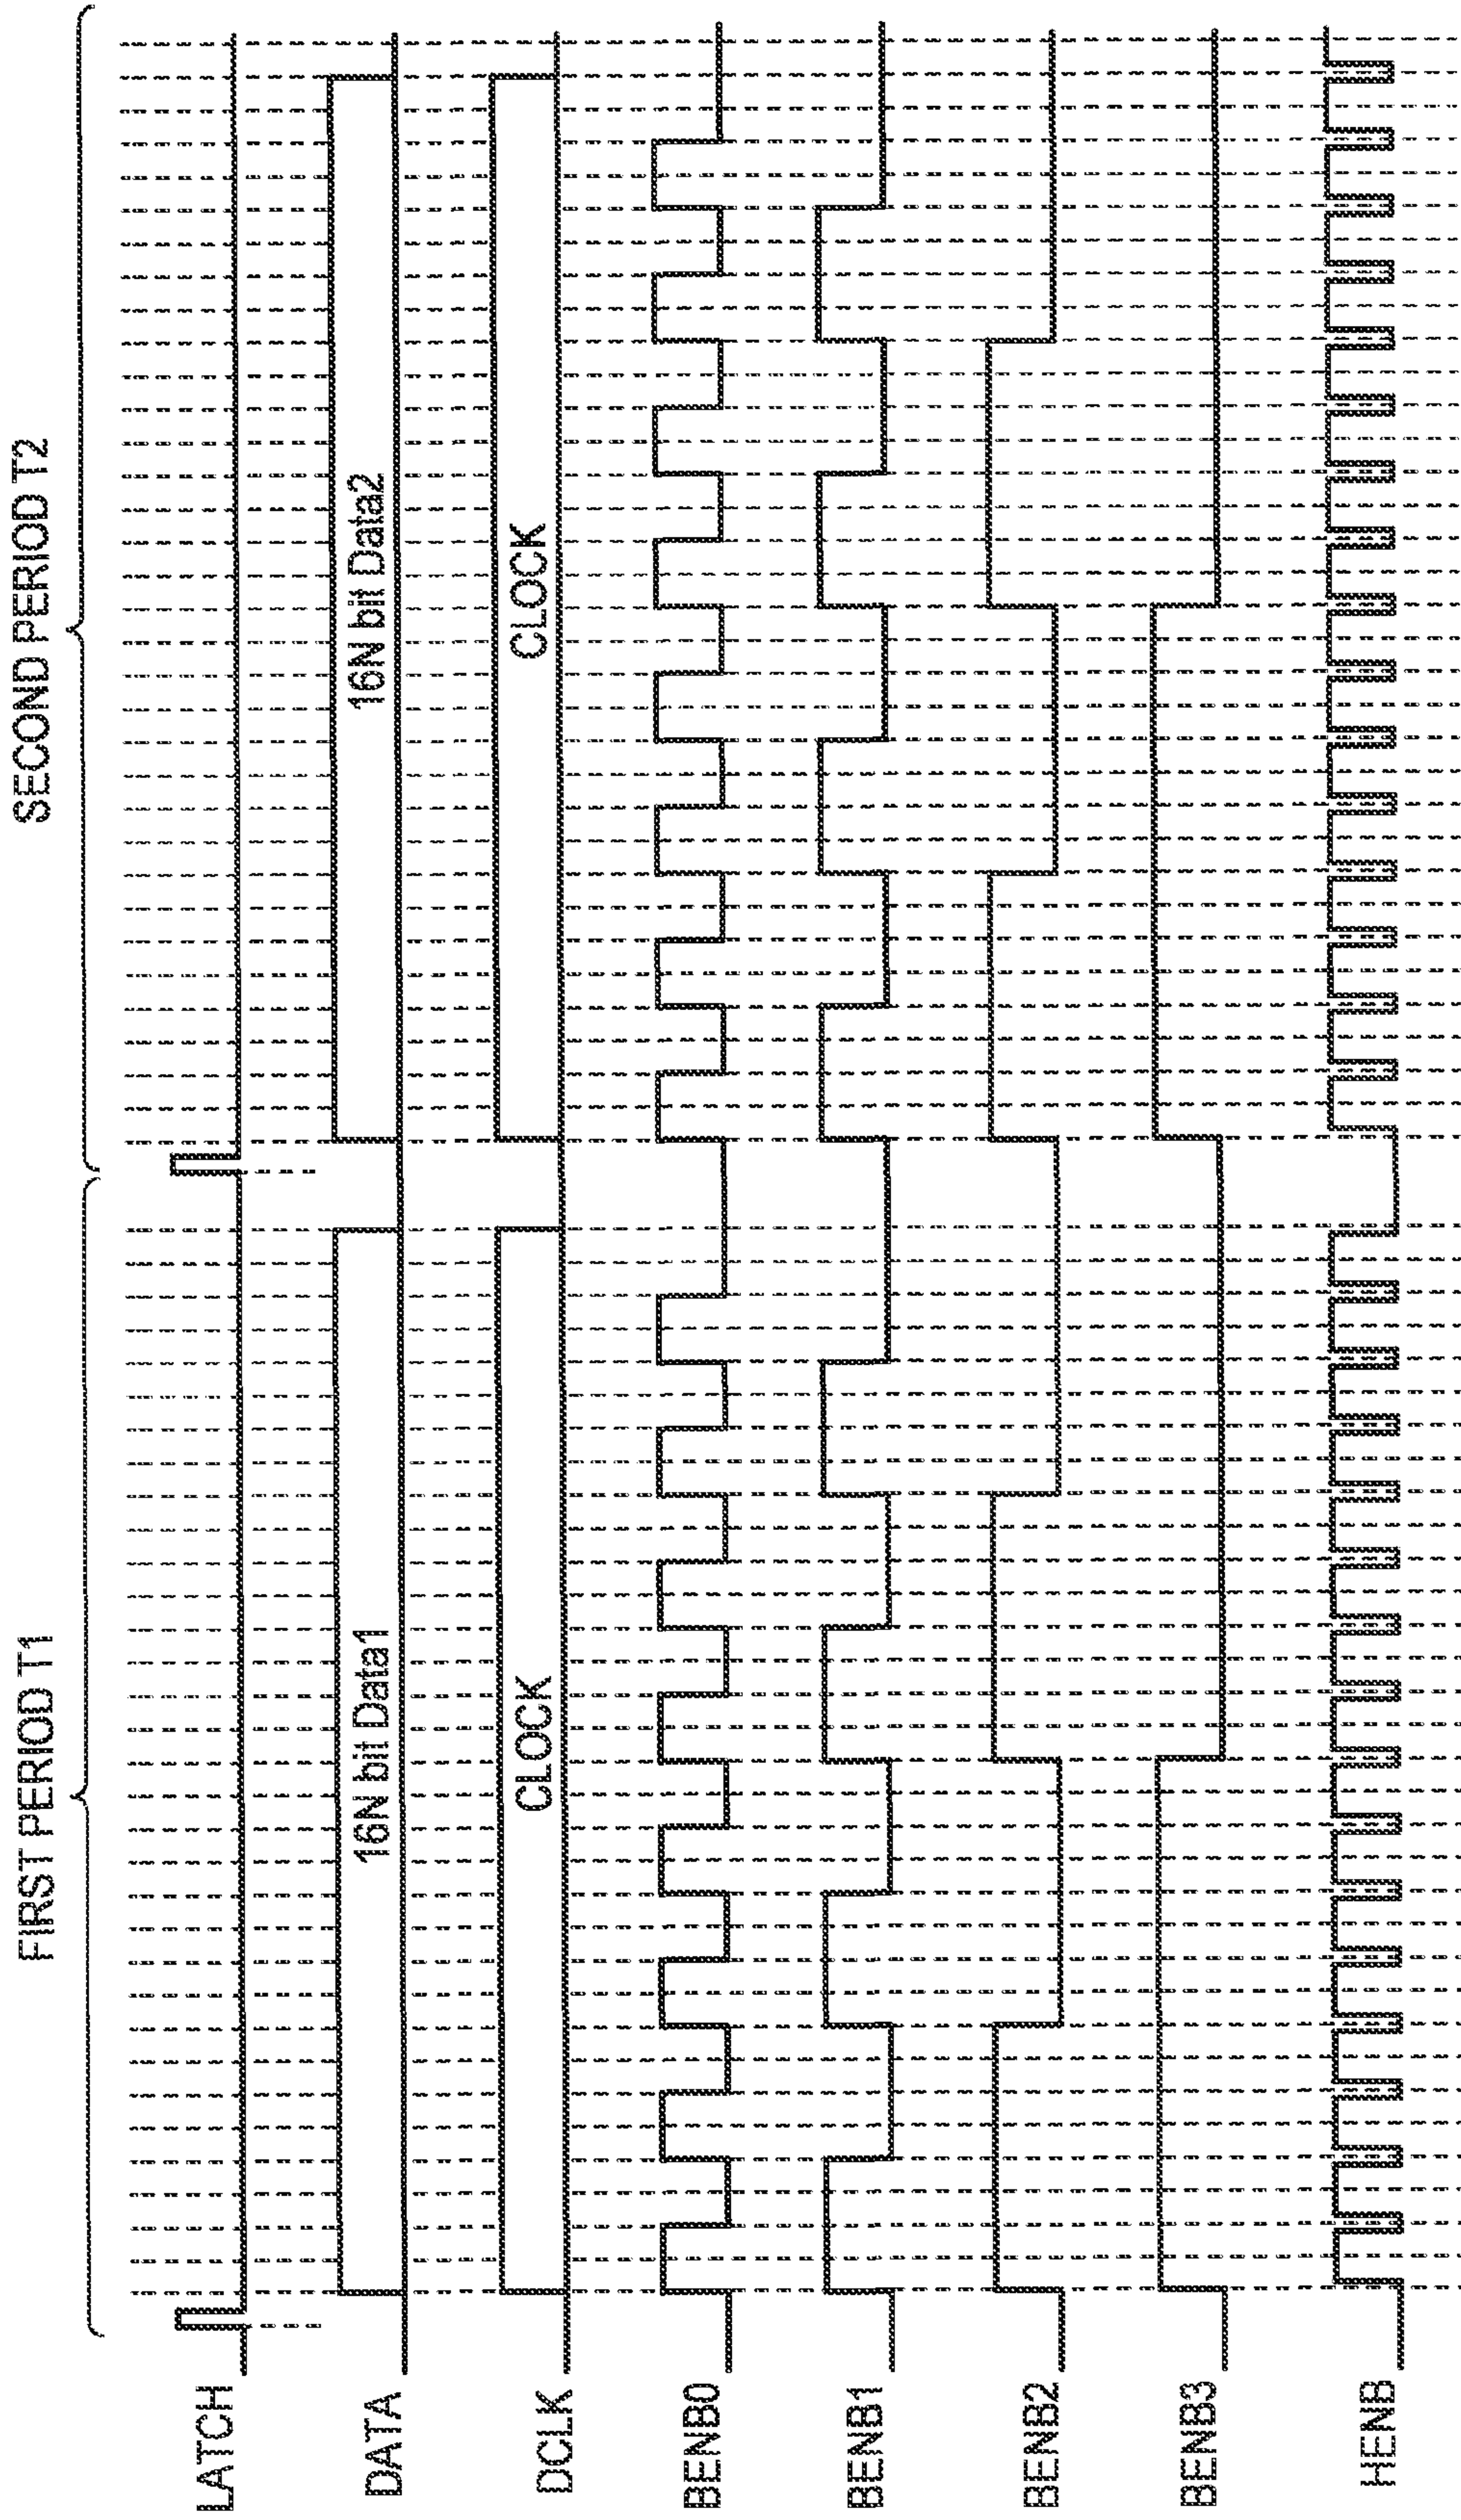 FIRST PERIOD T1
SECOND PERIOD T2
LATCH
DATA
16N bit Data1
16N bit Data2
DCLK
CLOCK
CLOCK
BENB0
BENB1
BENB2
BENB3
HENB